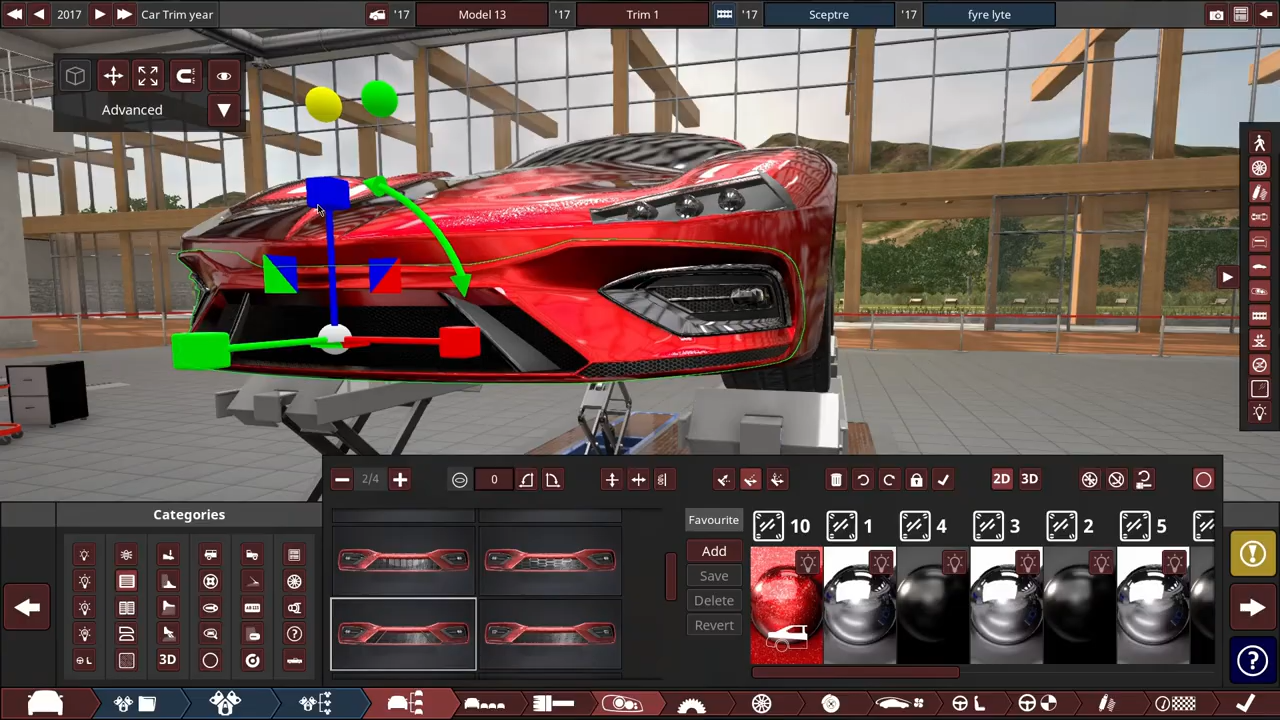 2017 Car Trim year '17 Model 13 '17 Trim 1 '17 Sceptre '17 fyre lyte
Advanced
2/4 0 2D 3D
Categories
Favourite 10 1 4 3 2 5
Add
Save
Delete
Revert
L 3D